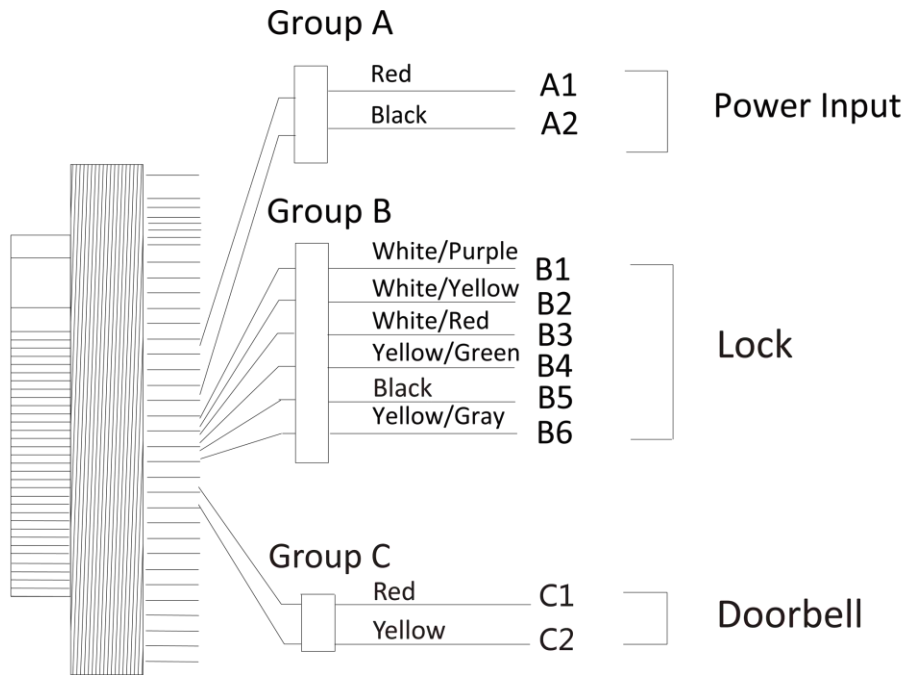 Group A
Red A1
Black A2
Power Input
Group B
White/Purple B1
White/Yellow B2
White/Red B3
Yellow/Green B4
Black B5
Yellow/Gray B6
Lock
Group C
Red C1
Yellow C2
Doorbell